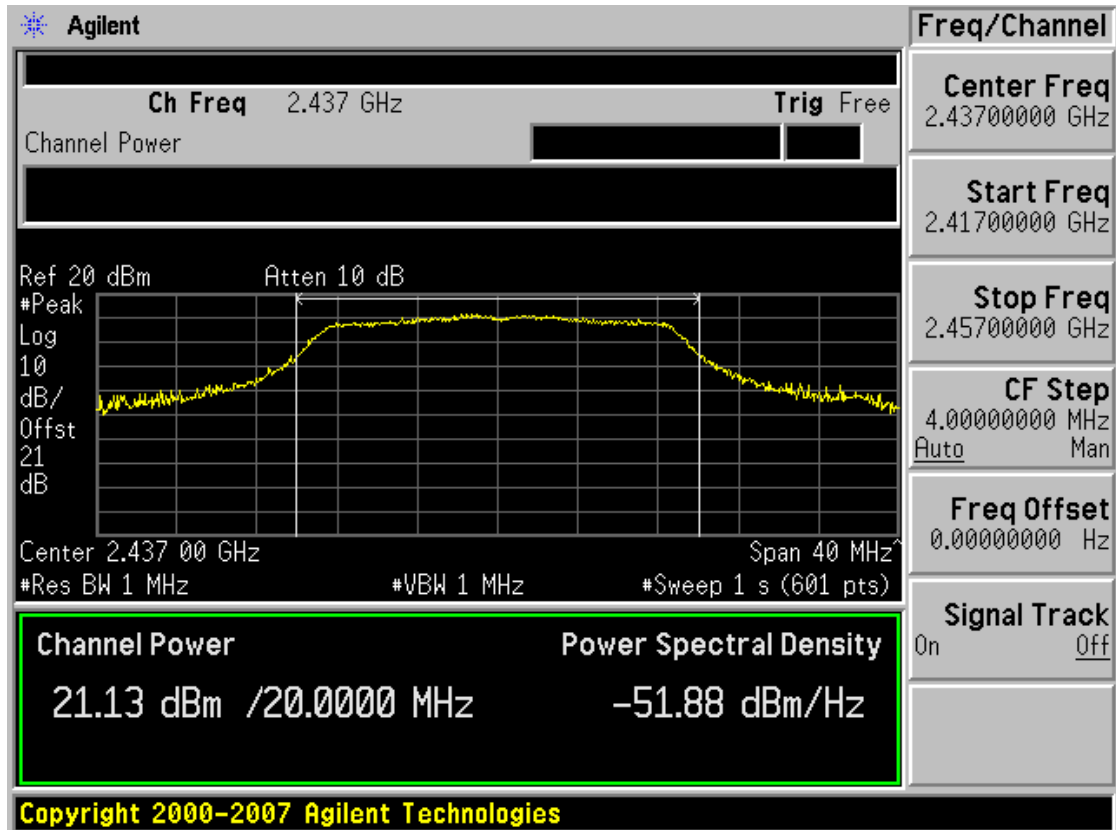 Agilent
Freq/Channel
Ch Freq 2.437 GHz Trig Free
Channel Power
Ref 20 dBm Atten 10 dB
#Peak
Log
10
dB/
Offst
21
dB
Center 2.437 00 GHz Span 40 MHz^
#Res BW 1 MHz #VBW 1 MHz #Sweep 1 s (601 pts)
Channel Power Power Spectral Density
21.13 dBm /20.0000 MHz -51.88 dBm/Hz
Copyright 2000-2007 Agilent Technologies
Center Freq
2.43700000 GHz
Start Freq
2.41700000 GHz
Stop Freq
2.45700000 GHz
CF Step
4.00000000 MHz
Auto Man
Freq Offset
0.00000000 Hz
Signal Track
On Off